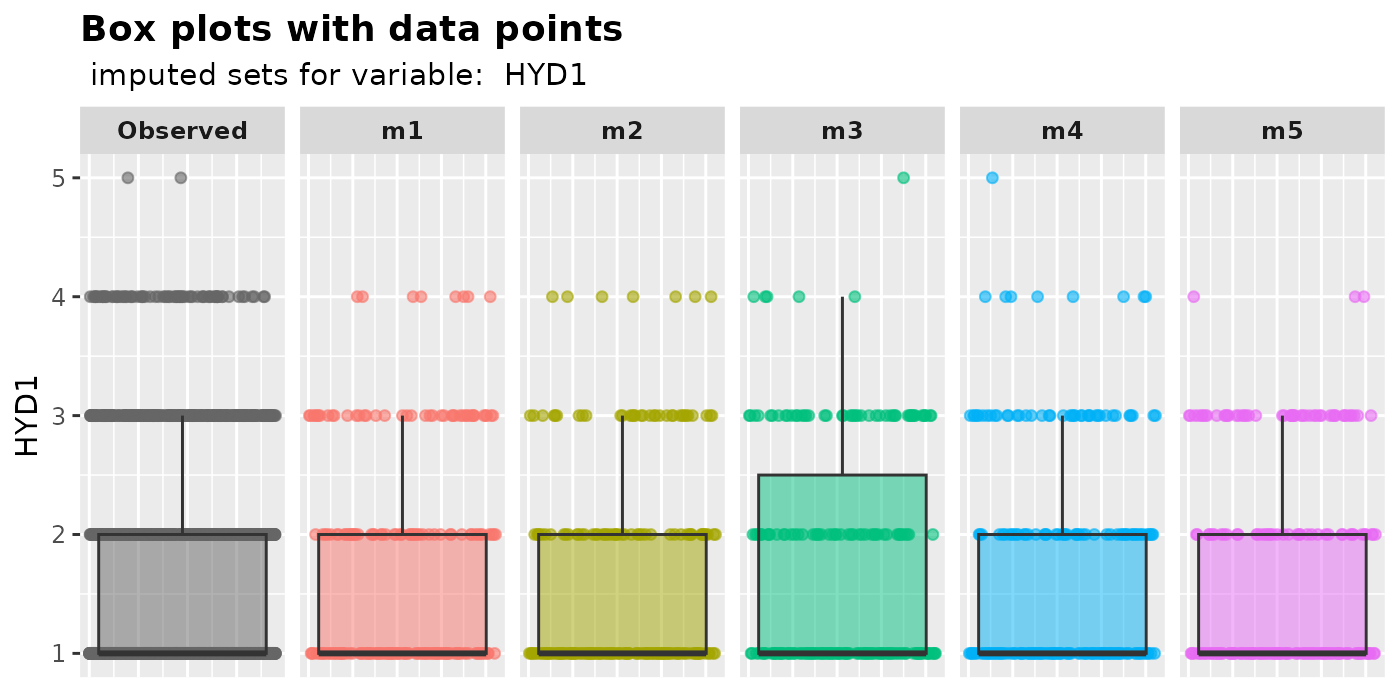 Box plots with data points
imputed sets for variable:  HYD1
Observed m1 m2 m3 m4 m5
5
4
3
2
1
HYD1